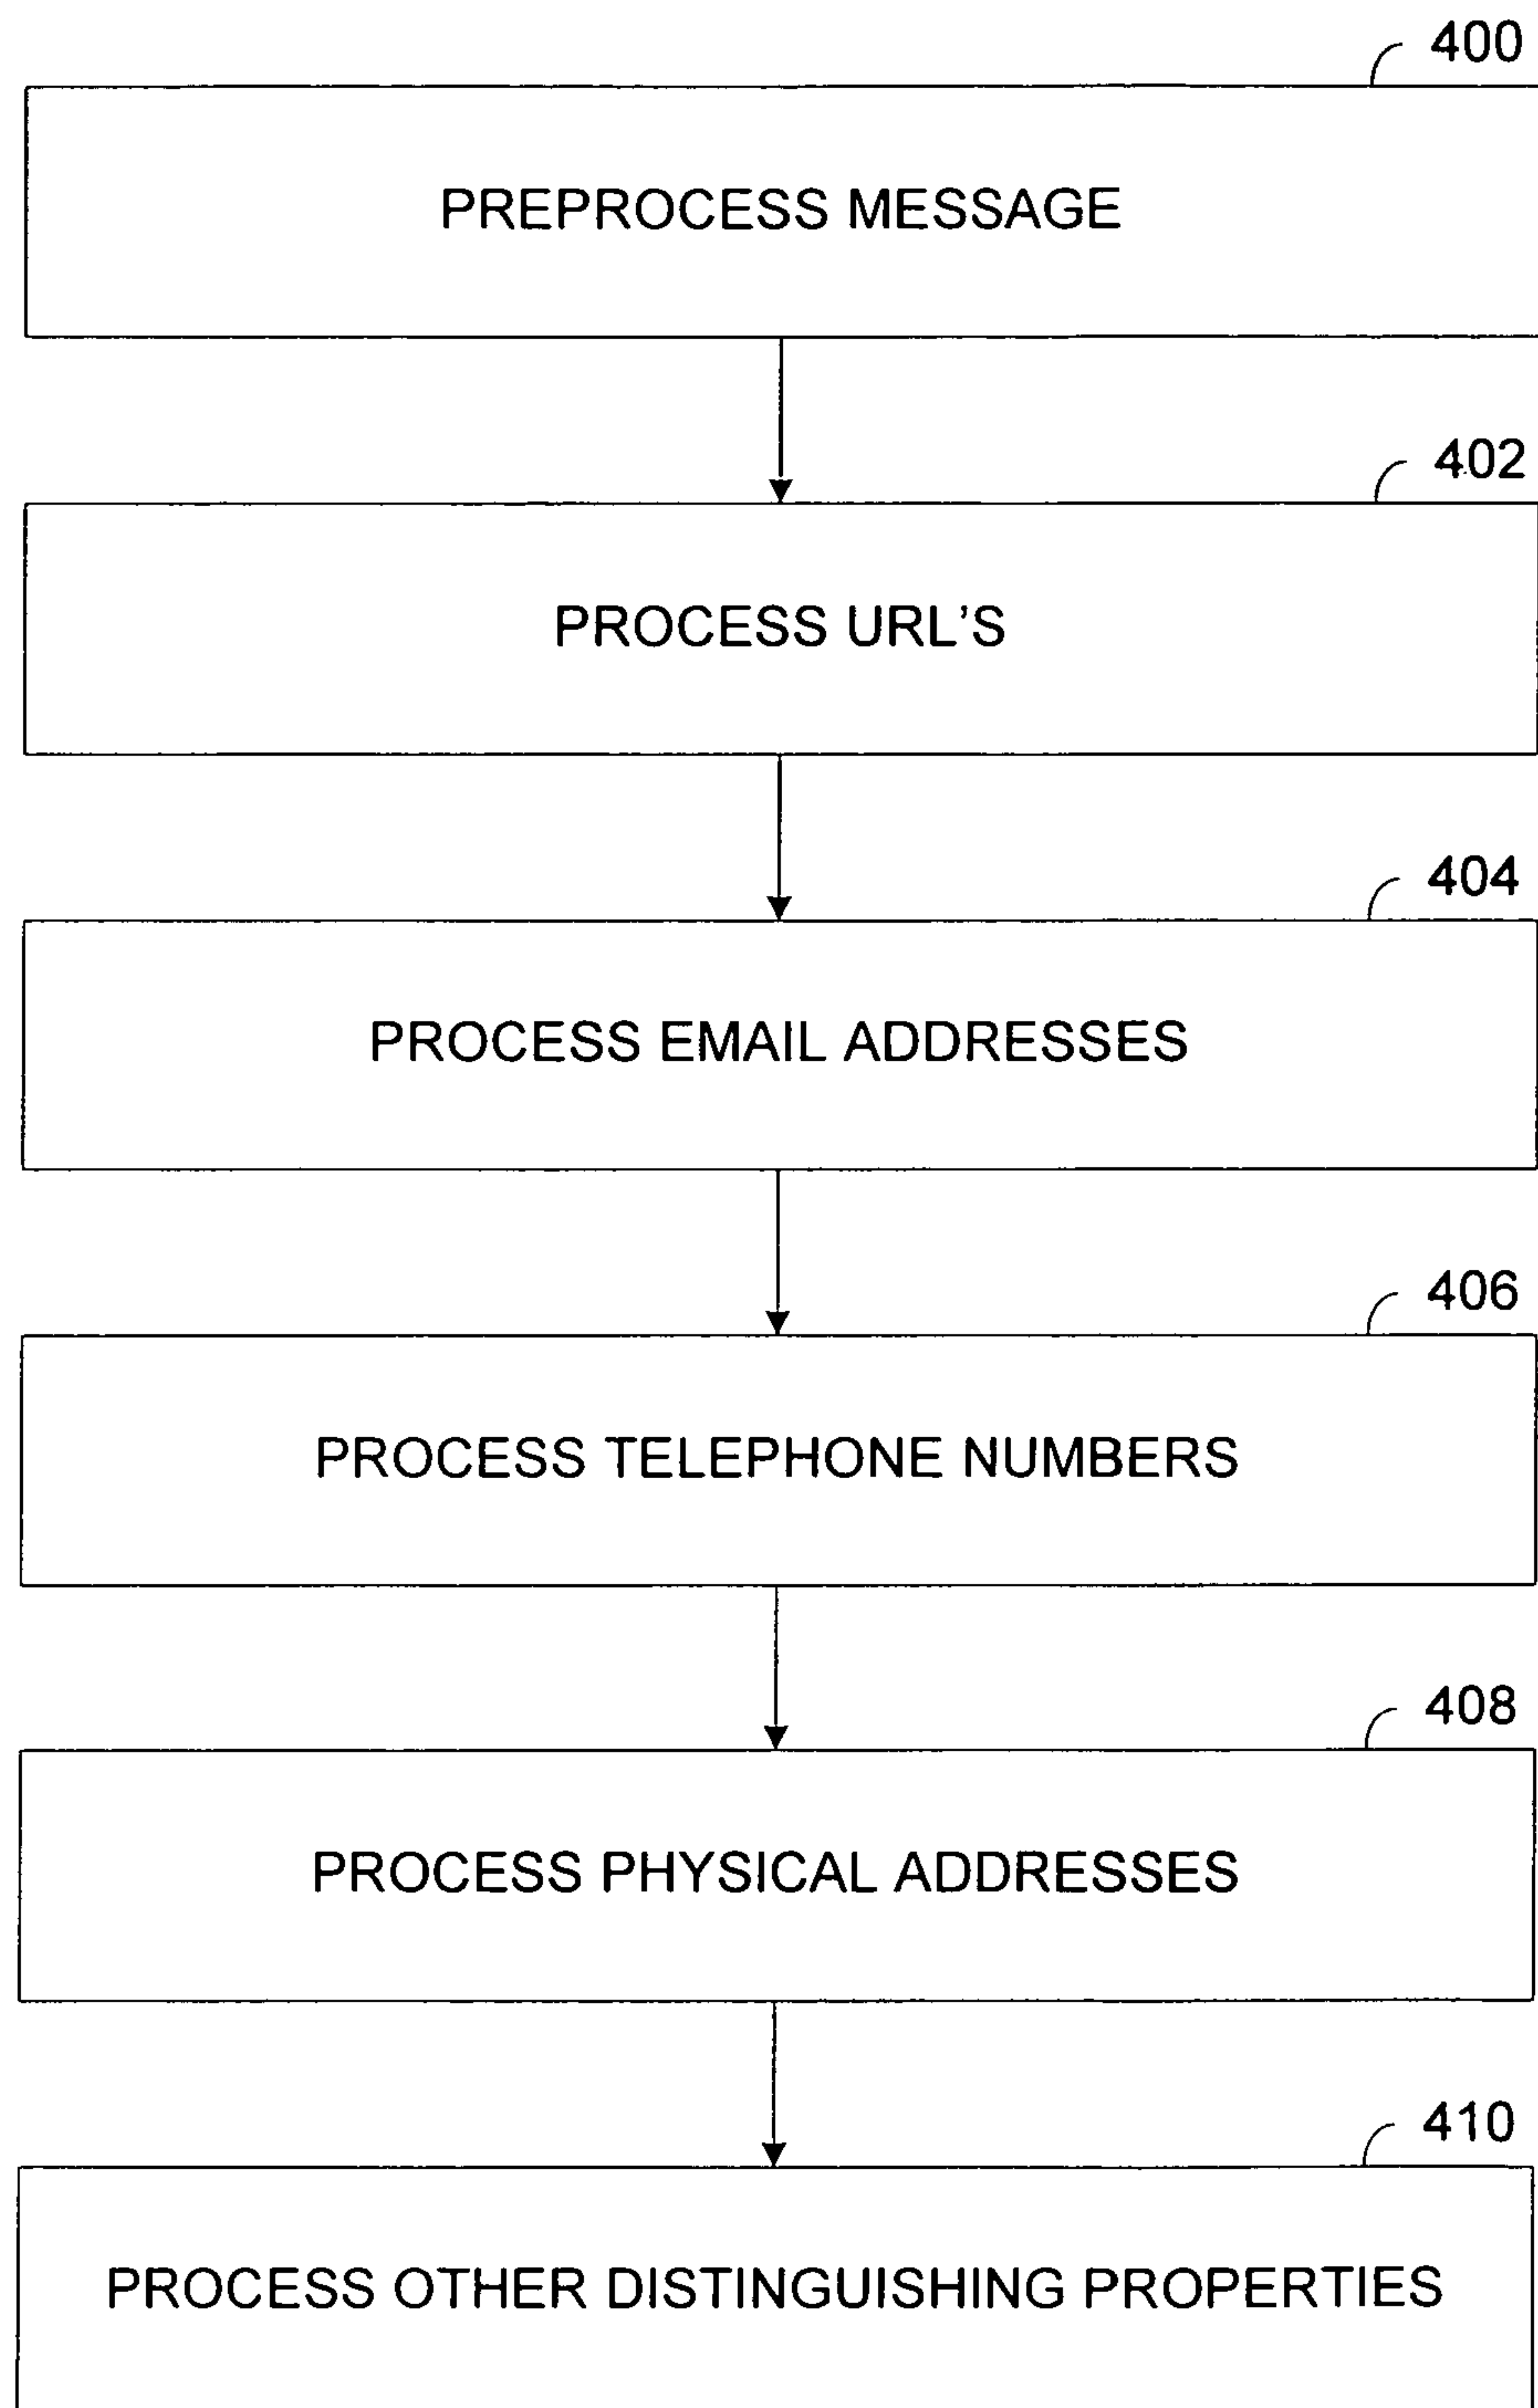 400
PREPROCESS MESSAGE
402
PROCESS URL'S
404
PROCESS EMAIL ADDRESSES
406
PROCESS TELEPHONE NUMBERS
408
PROCESS PHYSICAL ADDRESSES
410
PROCESS OTHER DISTINGUISHING PROPERTIES